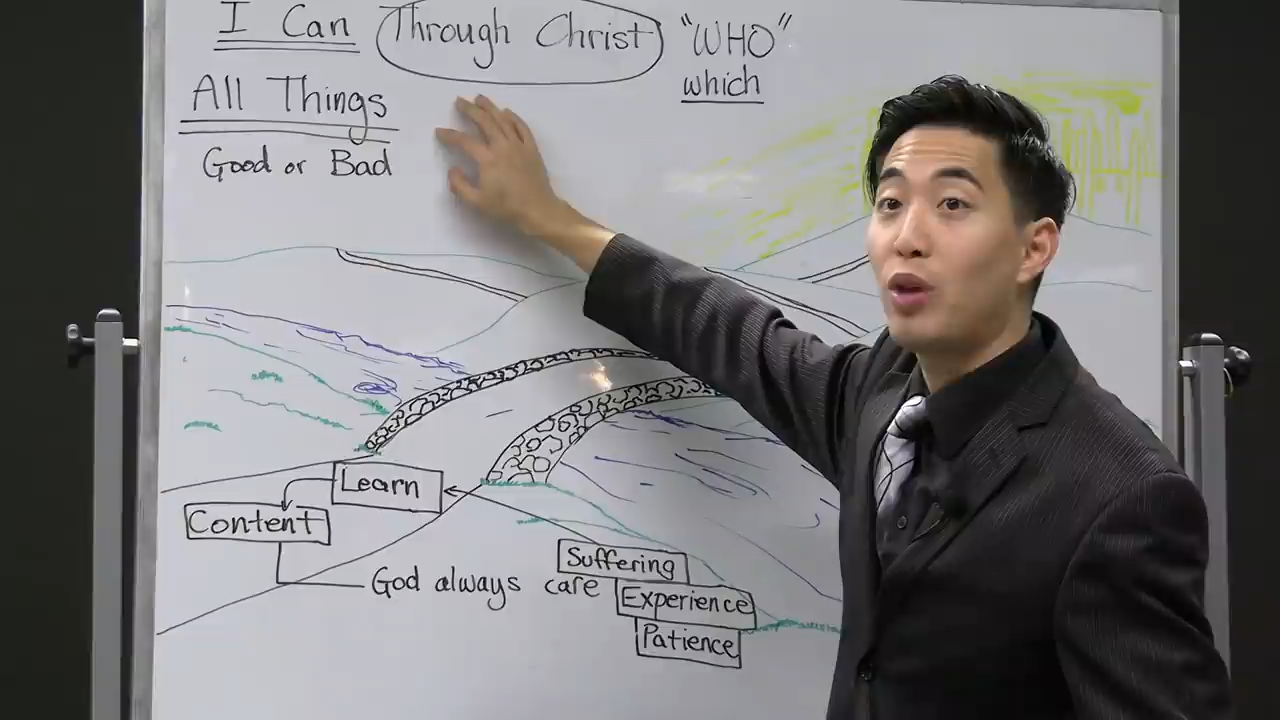 I Can Through Christ "WHO"
which
All Things
Good or Bad
Learn
Content
God always care
Suffering
Experience
Patience